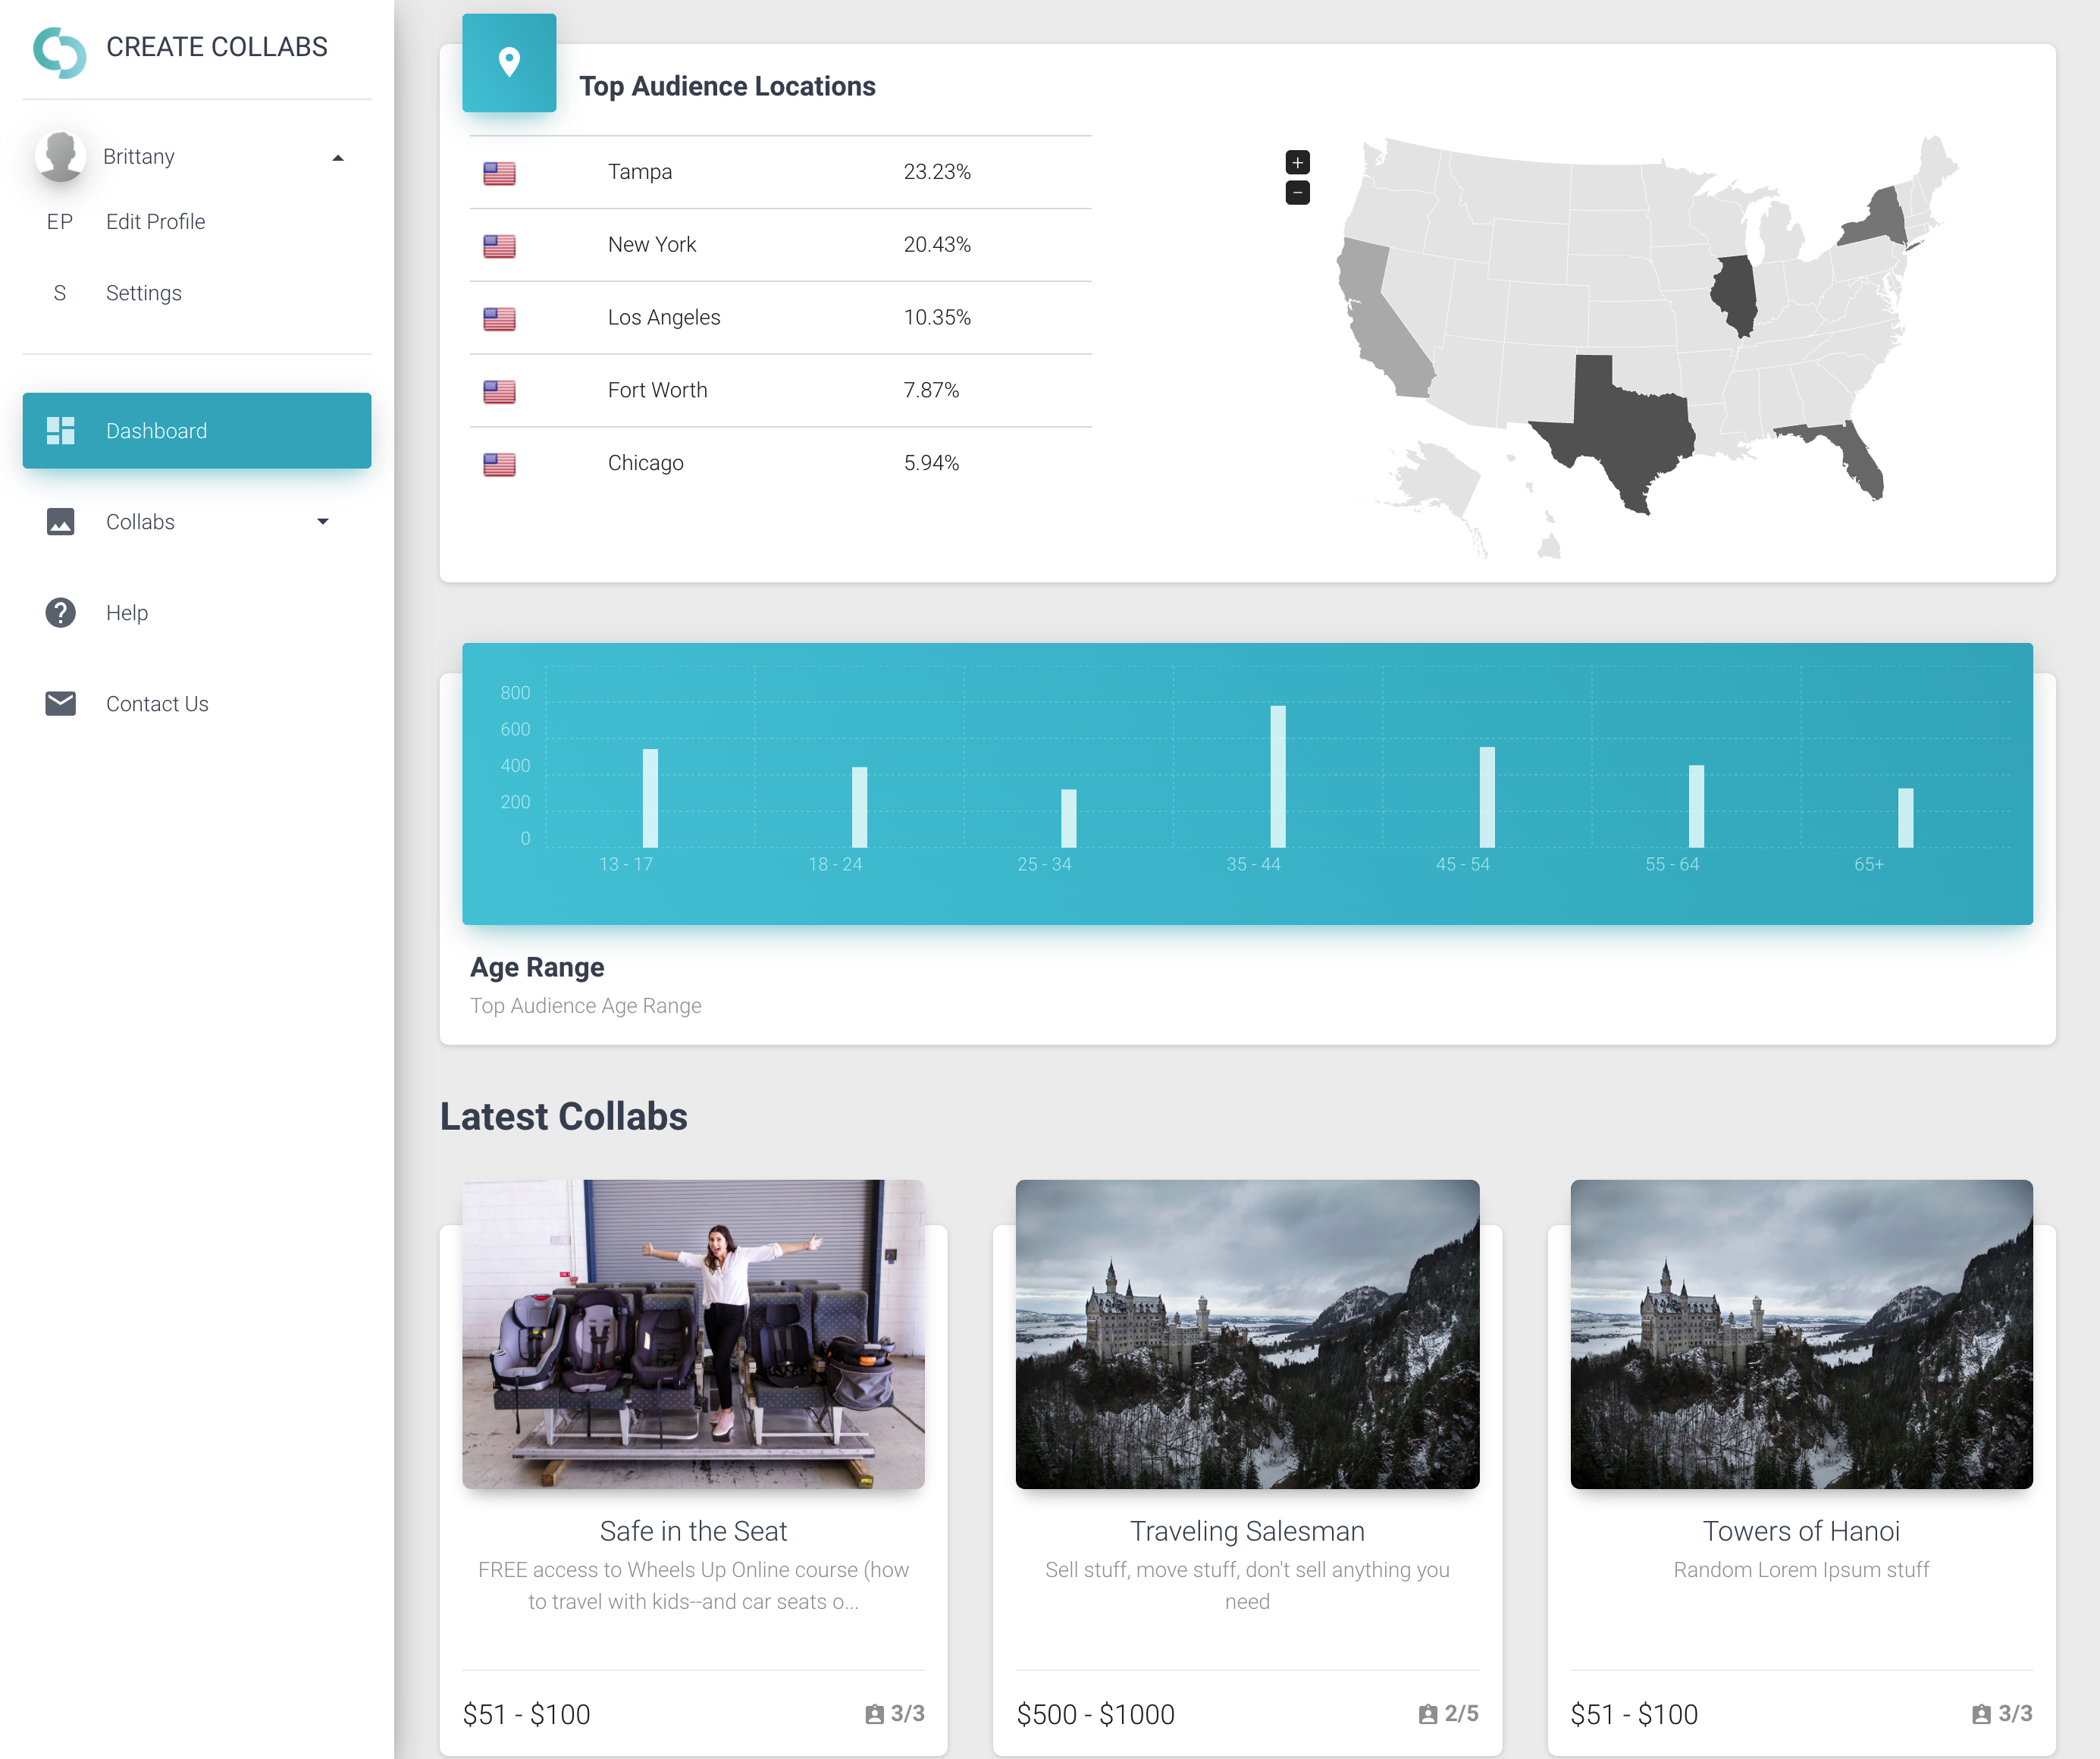 CREATE COLLABS
Brittany
EP Edit Profile
S Settings
Dashboard
Collabs
Help
Contact Us
Top Audience Locations
Tampa 23.23%
New York 20.43%
Los Angeles 10.35%
Fort Worth 7.87%
Chicago 5.94%
+
−
800
600
400
200
0
13 - 17 18 - 24 25 - 34 35 - 44 45 - 54 55 - 64 65+
Age Range
Top Audience Age Range
Latest Collabs
Safe in the Seat
FREE access to Wheels Up Online course (how
to travel with kids--and car seats o...
$51 - $100 3/3
Traveling Salesman
Sell stuff, move stuff, don't sell anything you
need
$500 - $1000 2/5
Towers of Hanoi
Random Lorem Ipsum stuff
$51 - $100 3/3